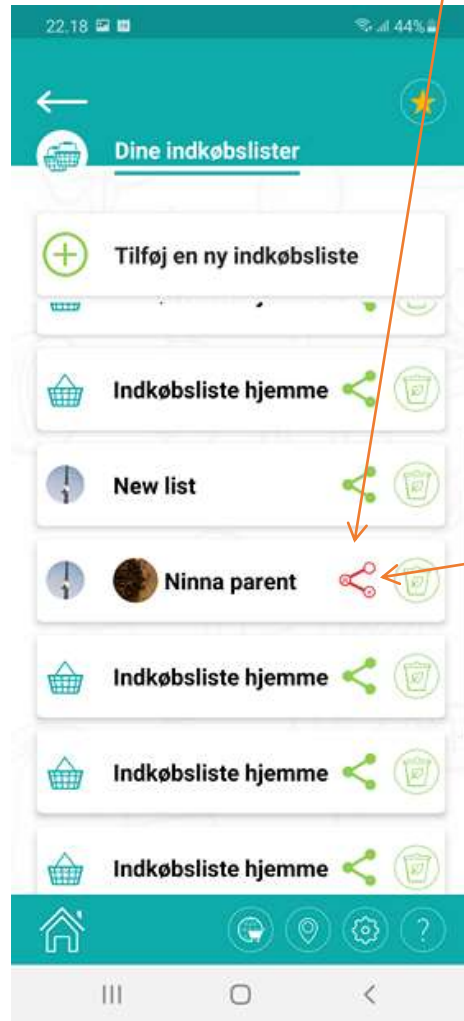 22.18
44%
Dine indkøbslister
Tilføj en ny indkøbsliste
Indkøbsliste hjemme
New list
Ninna parent
Indkøbsliste hjemme
Indkøbsliste hjemme
Indkøbsliste hjemme
?